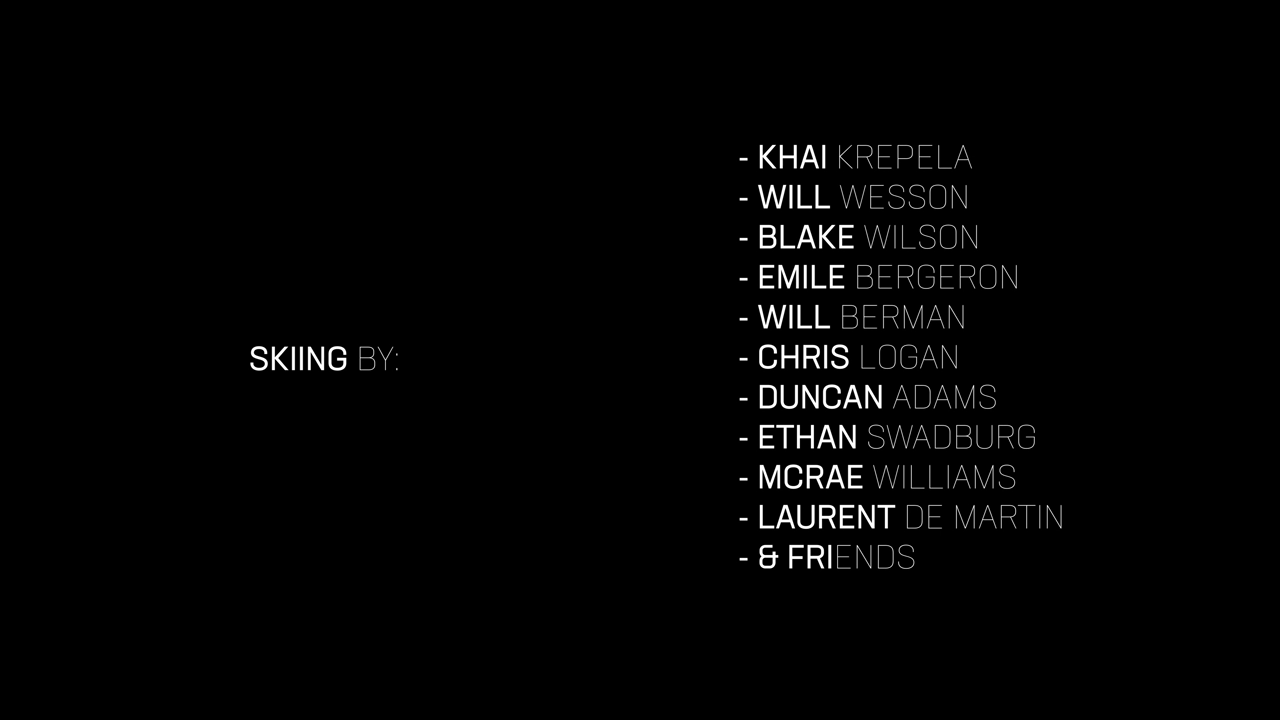 SKIING BY:
- KHAI KREPELA
- WILL WESSON
- BLAKE WILSON
- EMILE BERGERON
- WILL BERMAN
- CHRIS LOGAN
- DUNCAN ADAMS
- ETHAN SWADBURG
- MCRAE WILLIAMS
- LAURENT DE MARTIN
- & FRIENDS